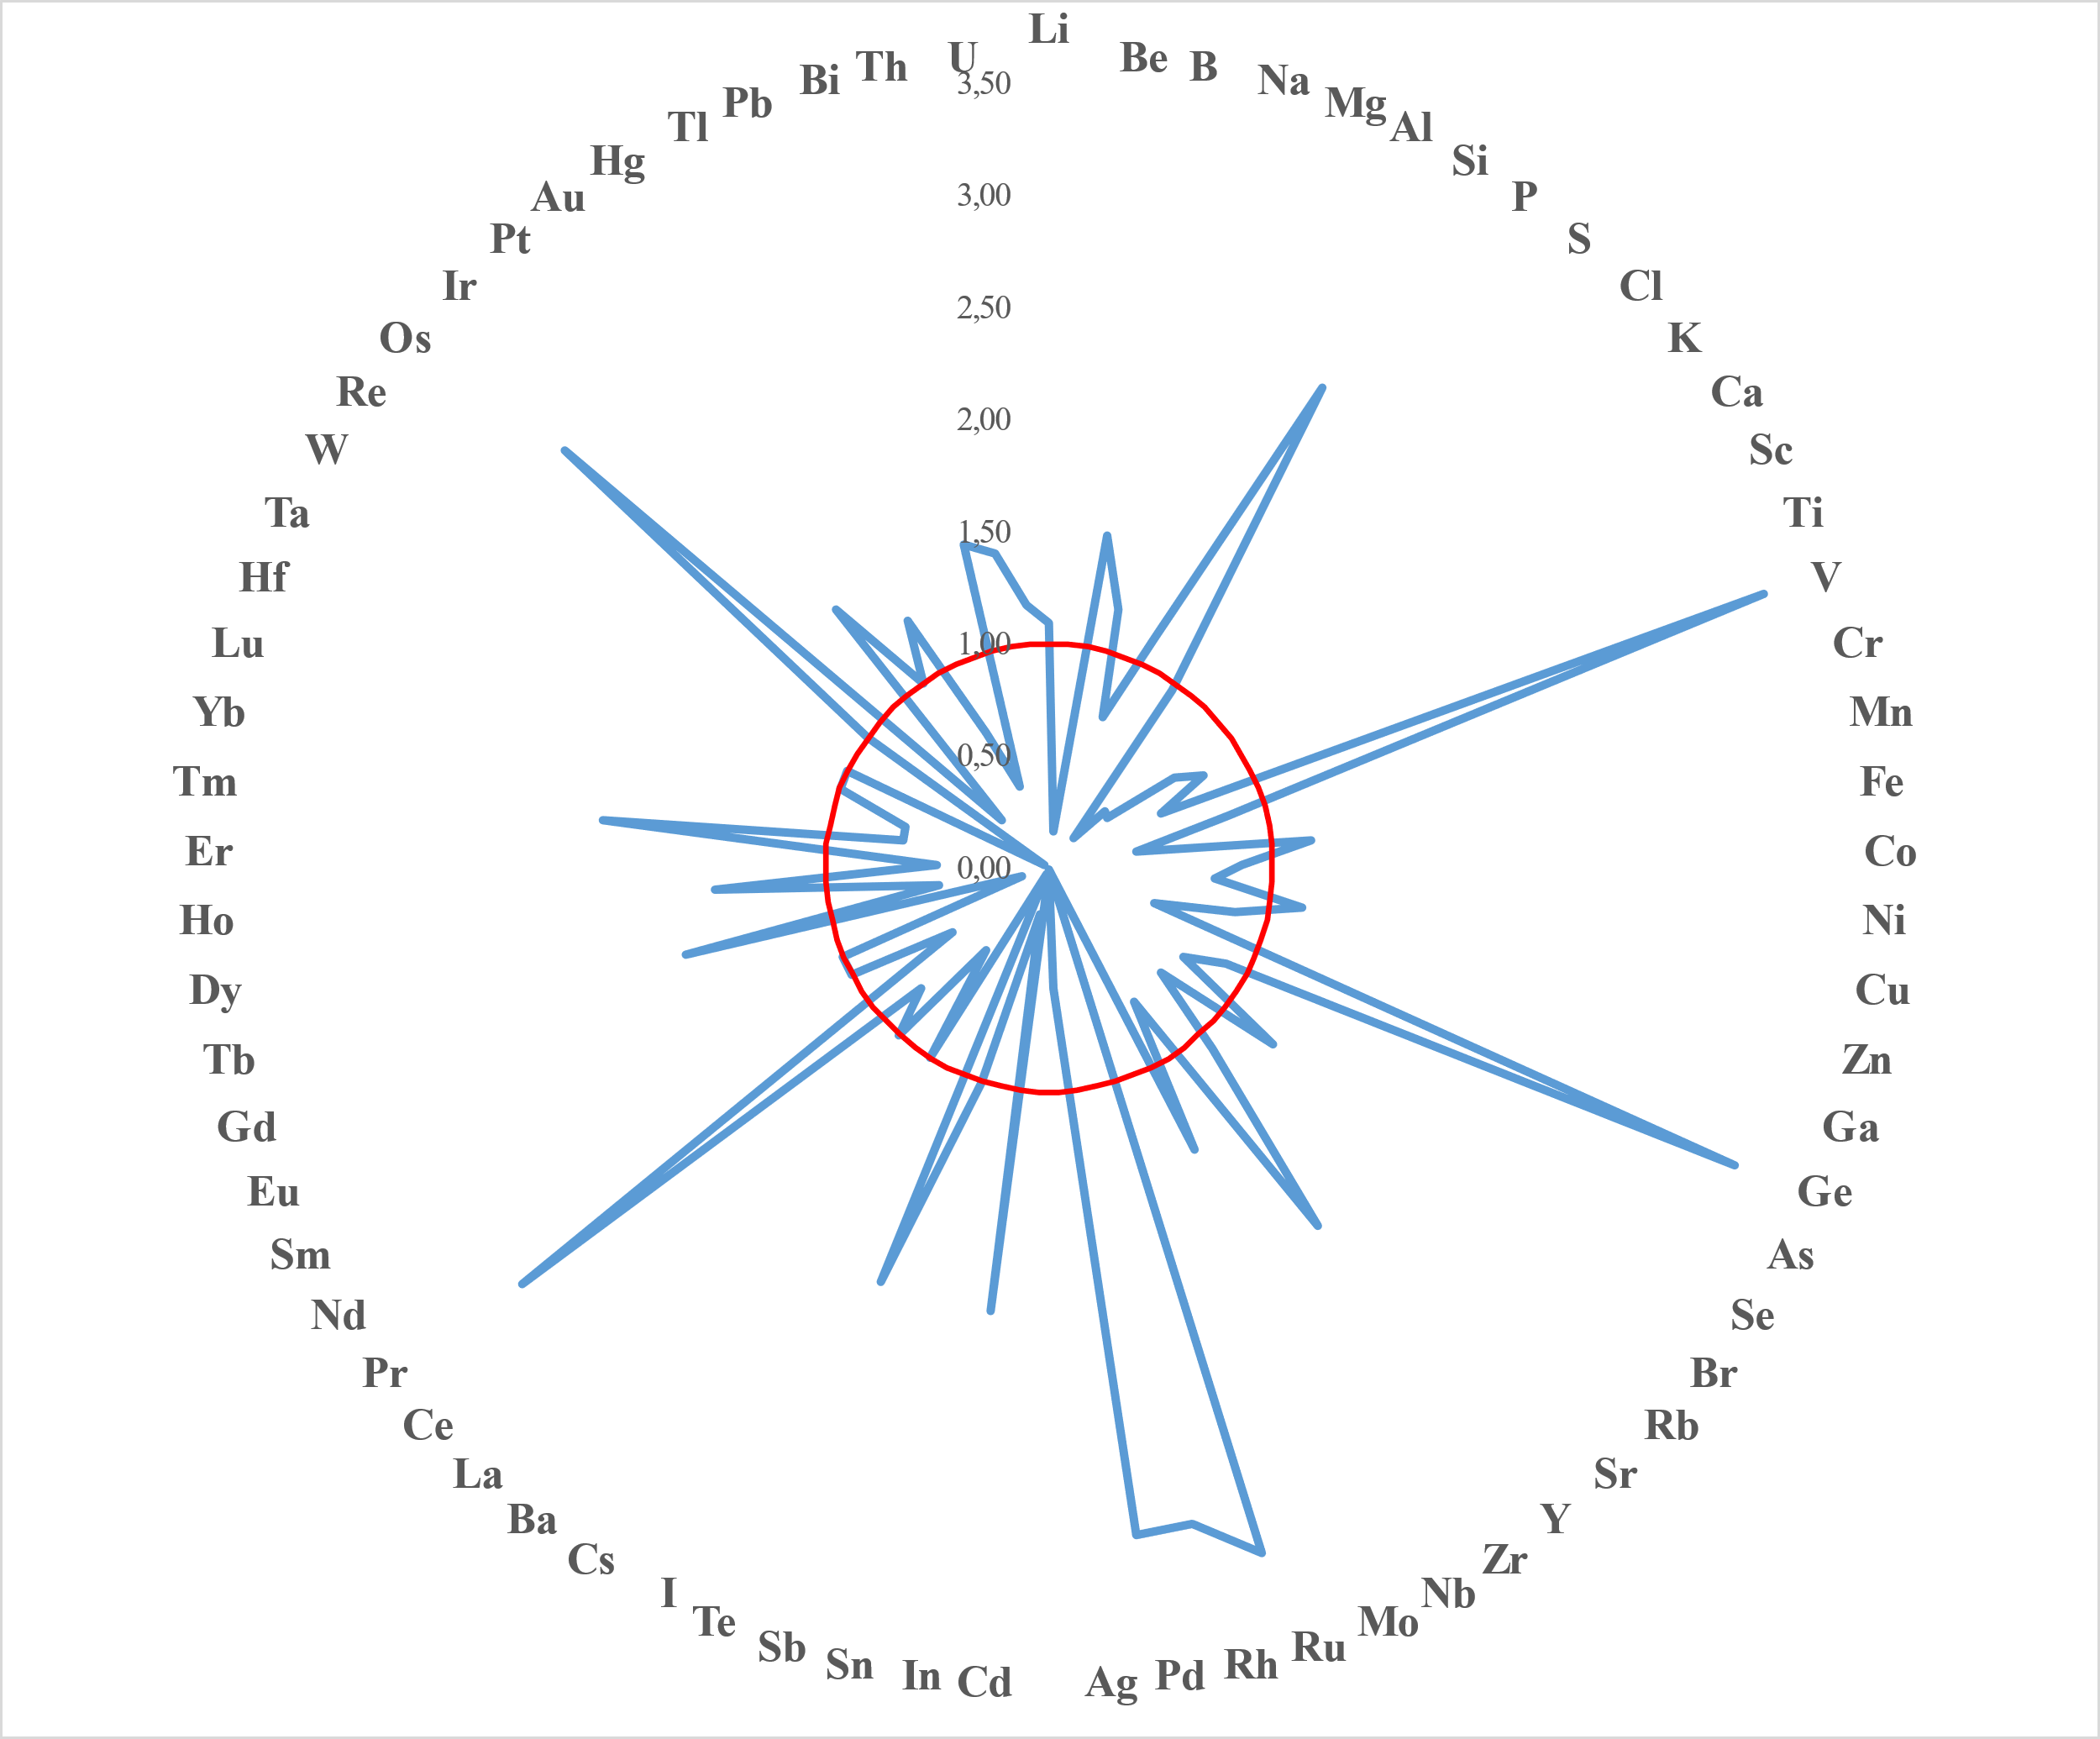 Li
Be
B
Na
Mg
Al
Si
P
S
Cl
K
Ca
Sc
Ti
V
Cr
Mn
Fe
Co
Ni
Cu
Zn
Ga
Ge
As
Se
Br
Rb
Sr
Y
Zr
Nb
Mo
Ru
Rh
Pd
Ag
Cd
In
Sn
Sb
Te
I
Cs
Ba
La
Ce
Pr
Nd
Sm
Eu
Gd
Tb
Dy
Ho
Er
Tm
Yb
Lu
Hf
Ta
W
Re
Os
Ir
Pt
Au
Hg
Tl
Pb
Bi
Th
U
3,50
3,00
2,50
2,00
1,50
1,00
0,50
0,00